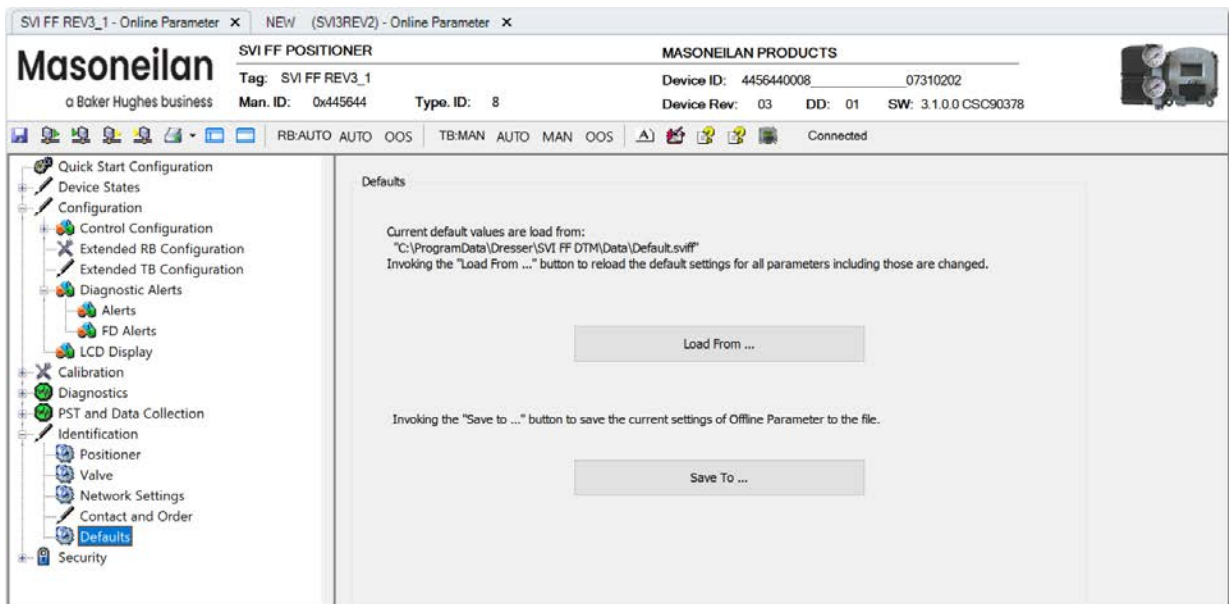 SVI FF REV3_1 - Online Parameter X NEW (SVI3REV2) - Online Parameter X
Masoneilan
a Baker Hughes business
SVI FF POSITIONER
Tag: SVI FF REV3_1
Man. ID: 0x445644 Type. ID: 8
MASONEILAN PRODUCTS
Device ID: 4456440008______07310202
Device Rev: 03 DD: 01 SW: 3.1.0.0 CSC90378
RB:AUTO AUTO OOS TB:MAN AUTO MAN OOS Connected
Quick Start Configuration
Device States
Configuration
Control Configuration
Extended RB Configuration
Extended TB Configuration
Diagnostic Alerts
Alerts
FD Alerts
LCD Display
Calibration
Diagnostics
PST and Data Collection
Identification
Positioner
Valve
Network Settings
Contact and Order
Defaults
Security
Defaults
Current default values are load from:
"C:\ProgramData\Dresser\SVI FF DTM\Data\Default.sviff"
Invoking the "Load From ..." button to reload the default settings for all parameters including those are changed.
Load From ...
Invoking the "Save to ..." button to save the current settings of Offline Parameter to the file.
Save To ...